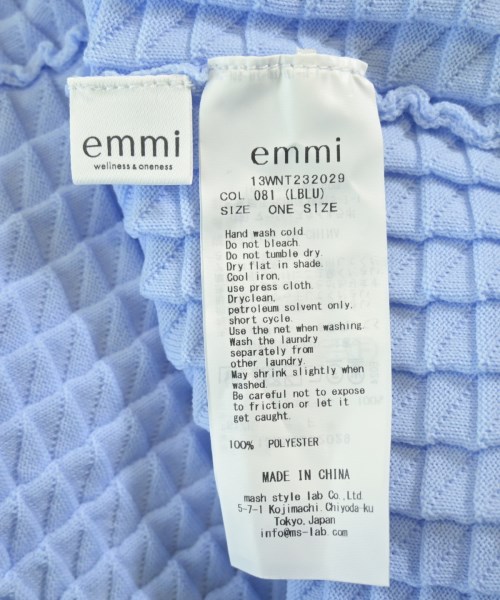 emmi
wellness & oneness
emmi
13WNT232029
COL 081 (LBLU)
SIZE ONE SIZE
Hand wash cold.
Do not bleach.
Do not tumble dry.
Dry flat in shade.
Cool iron,
use press cloth.
Dryclean,
petroleum solvent only,
short cycle.
Use the net when washing.
Wash the laundry
separately from
other laundry.
May shrink slightly when
washed.
Be careful not to expose
to friction or let it
get caught.
100% POLYESTER
MADE IN CHINA
mash style lab Co.,Ltd.
5-7-1 Kojimachi, Chiyoda-ku
Tokyo, Japan
info@ms-lab.com